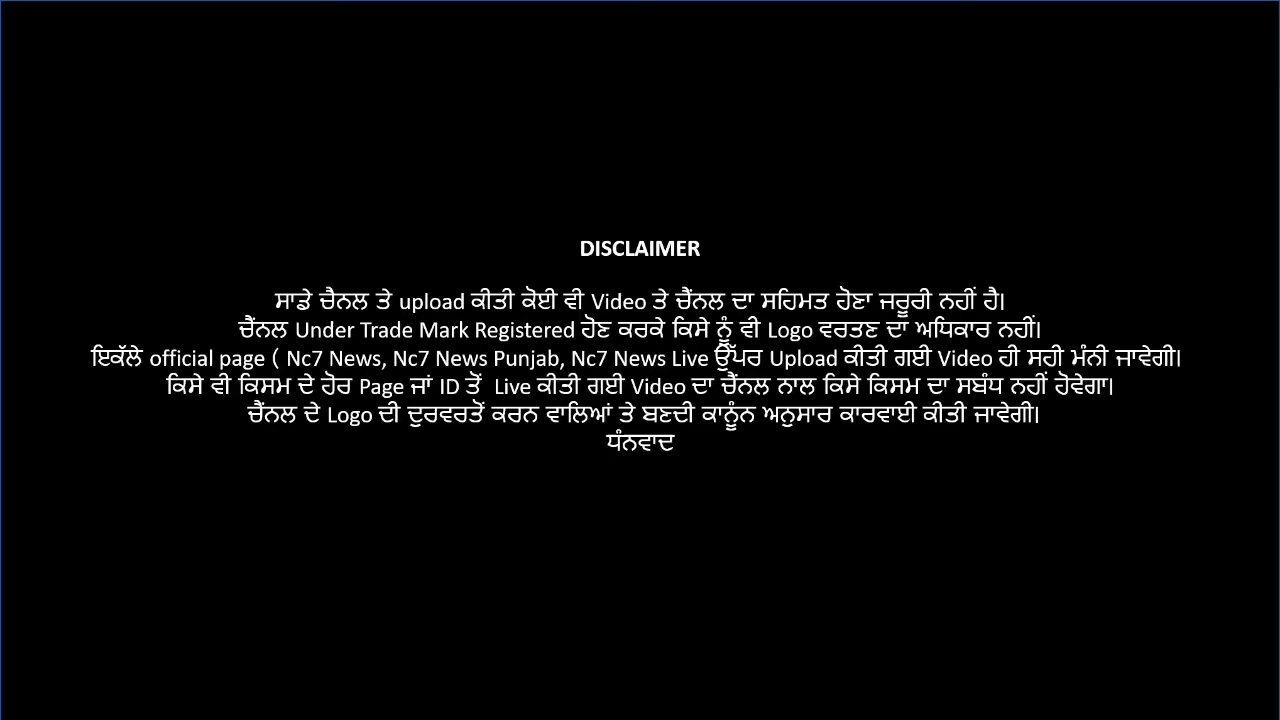 DISCLAIMER
ਸਾਡੇ ਚੈਨਲ ਤੇ upload ਕੀਤੀ ਕੋਈ ਵੀ Video ਤੇ ਚੈੱਨਲ ਦਾ ਸਹਿਮਤ ਹੋਣਾ ਜਰੂਰੀ ਨਹੀਂ ਹੈ।
ਚੈੱਨਲ Under Trade Mark Registered ਹੋਣ ਕਰਕੇ ਕਿਸੇ ਨੂੰ ਵੀ Logo ਵਰਤਣ ਦਾ ਅਧਿਕਾਰ ਨਹੀਂ।
ਇਕੱਲੇ official page ( Nc7 News, Nc7 News Punjab, Nc7 News Live ਉੱਪਰ Upload ਕੀਤੀ ਗਈ Video ਹੀ ਸਹੀ ਮੰਨੀ ਜਾਵੇਗੀ।
ਕਿਸੇ ਵੀ ਕਿਸਮ ਦੇ ਹੋਰ Page ਜਾਂ ID ਤੋਂ Live ਕੀਤੀ ਗਈ Video ਦਾ ਚੈੱਨਲ ਨਾਲ ਕਿਸੇ ਕਿਸਮ ਦਾ ਸਬੰਧ ਨਹੀਂ ਹੋਵੇਗਾ।
ਚੈੱਨਲ ਦੇ Logo ਦੀ ਦੁਰਵਰਤੋਂ ਕਰਨ ਵਾਲਿਆਂ ਤੇ ਬਣਦੀ ਕਾਨੂੰਨ ਅਨੁਸਾਰ ਕਾਰਵਾਈ ਕੀਤੀ ਜਾਵੇਗੀ।
ਧੰਨਵਾਦ